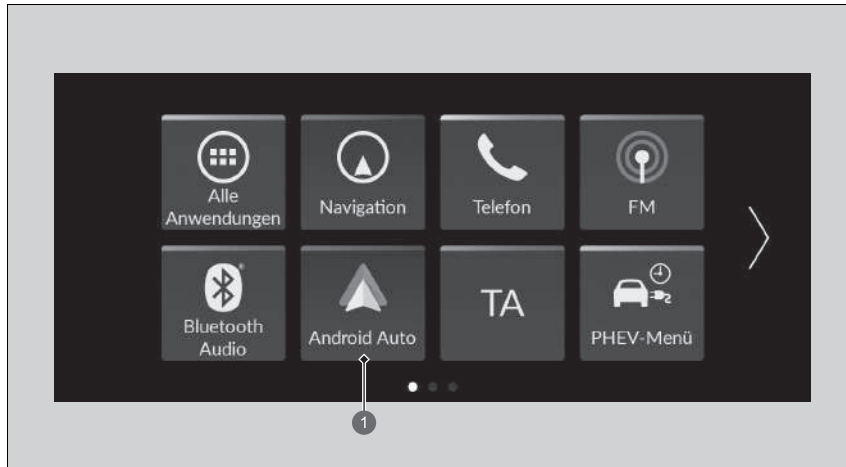 Alle
Anwendungen
Navigation
Telefon
FM
Bluetooth
Audio
Android Auto
TA
PHEV-Menü
1